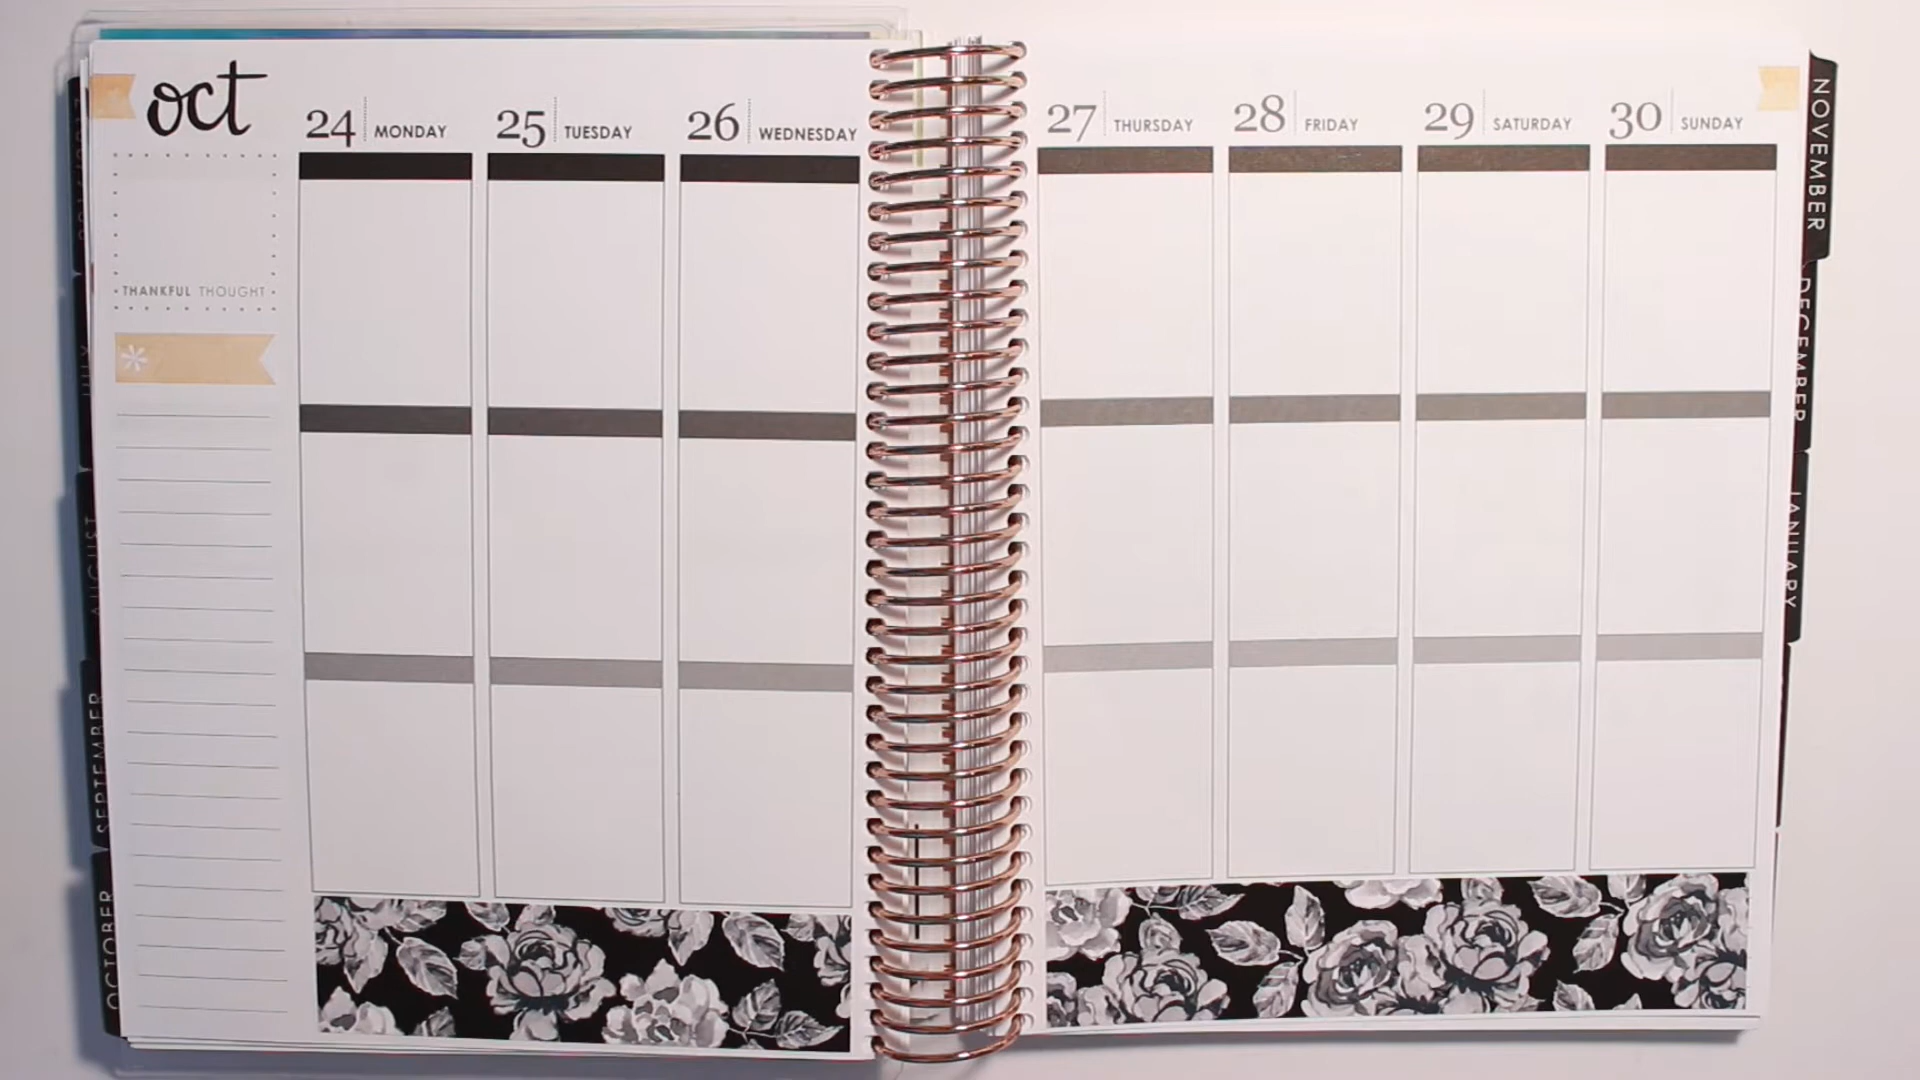 oct
24 MONDAY
25 TUESDAY
26 WEDNESDAY
27 THURSDAY
28 FRIDAY
29 SATURDAY
30 SUNDAY
THANKFUL THOUGHT
NOVEMBER
DECEMBER
JANUARY
JULY
AUGUST
SEPTEMBER
OCTOBER